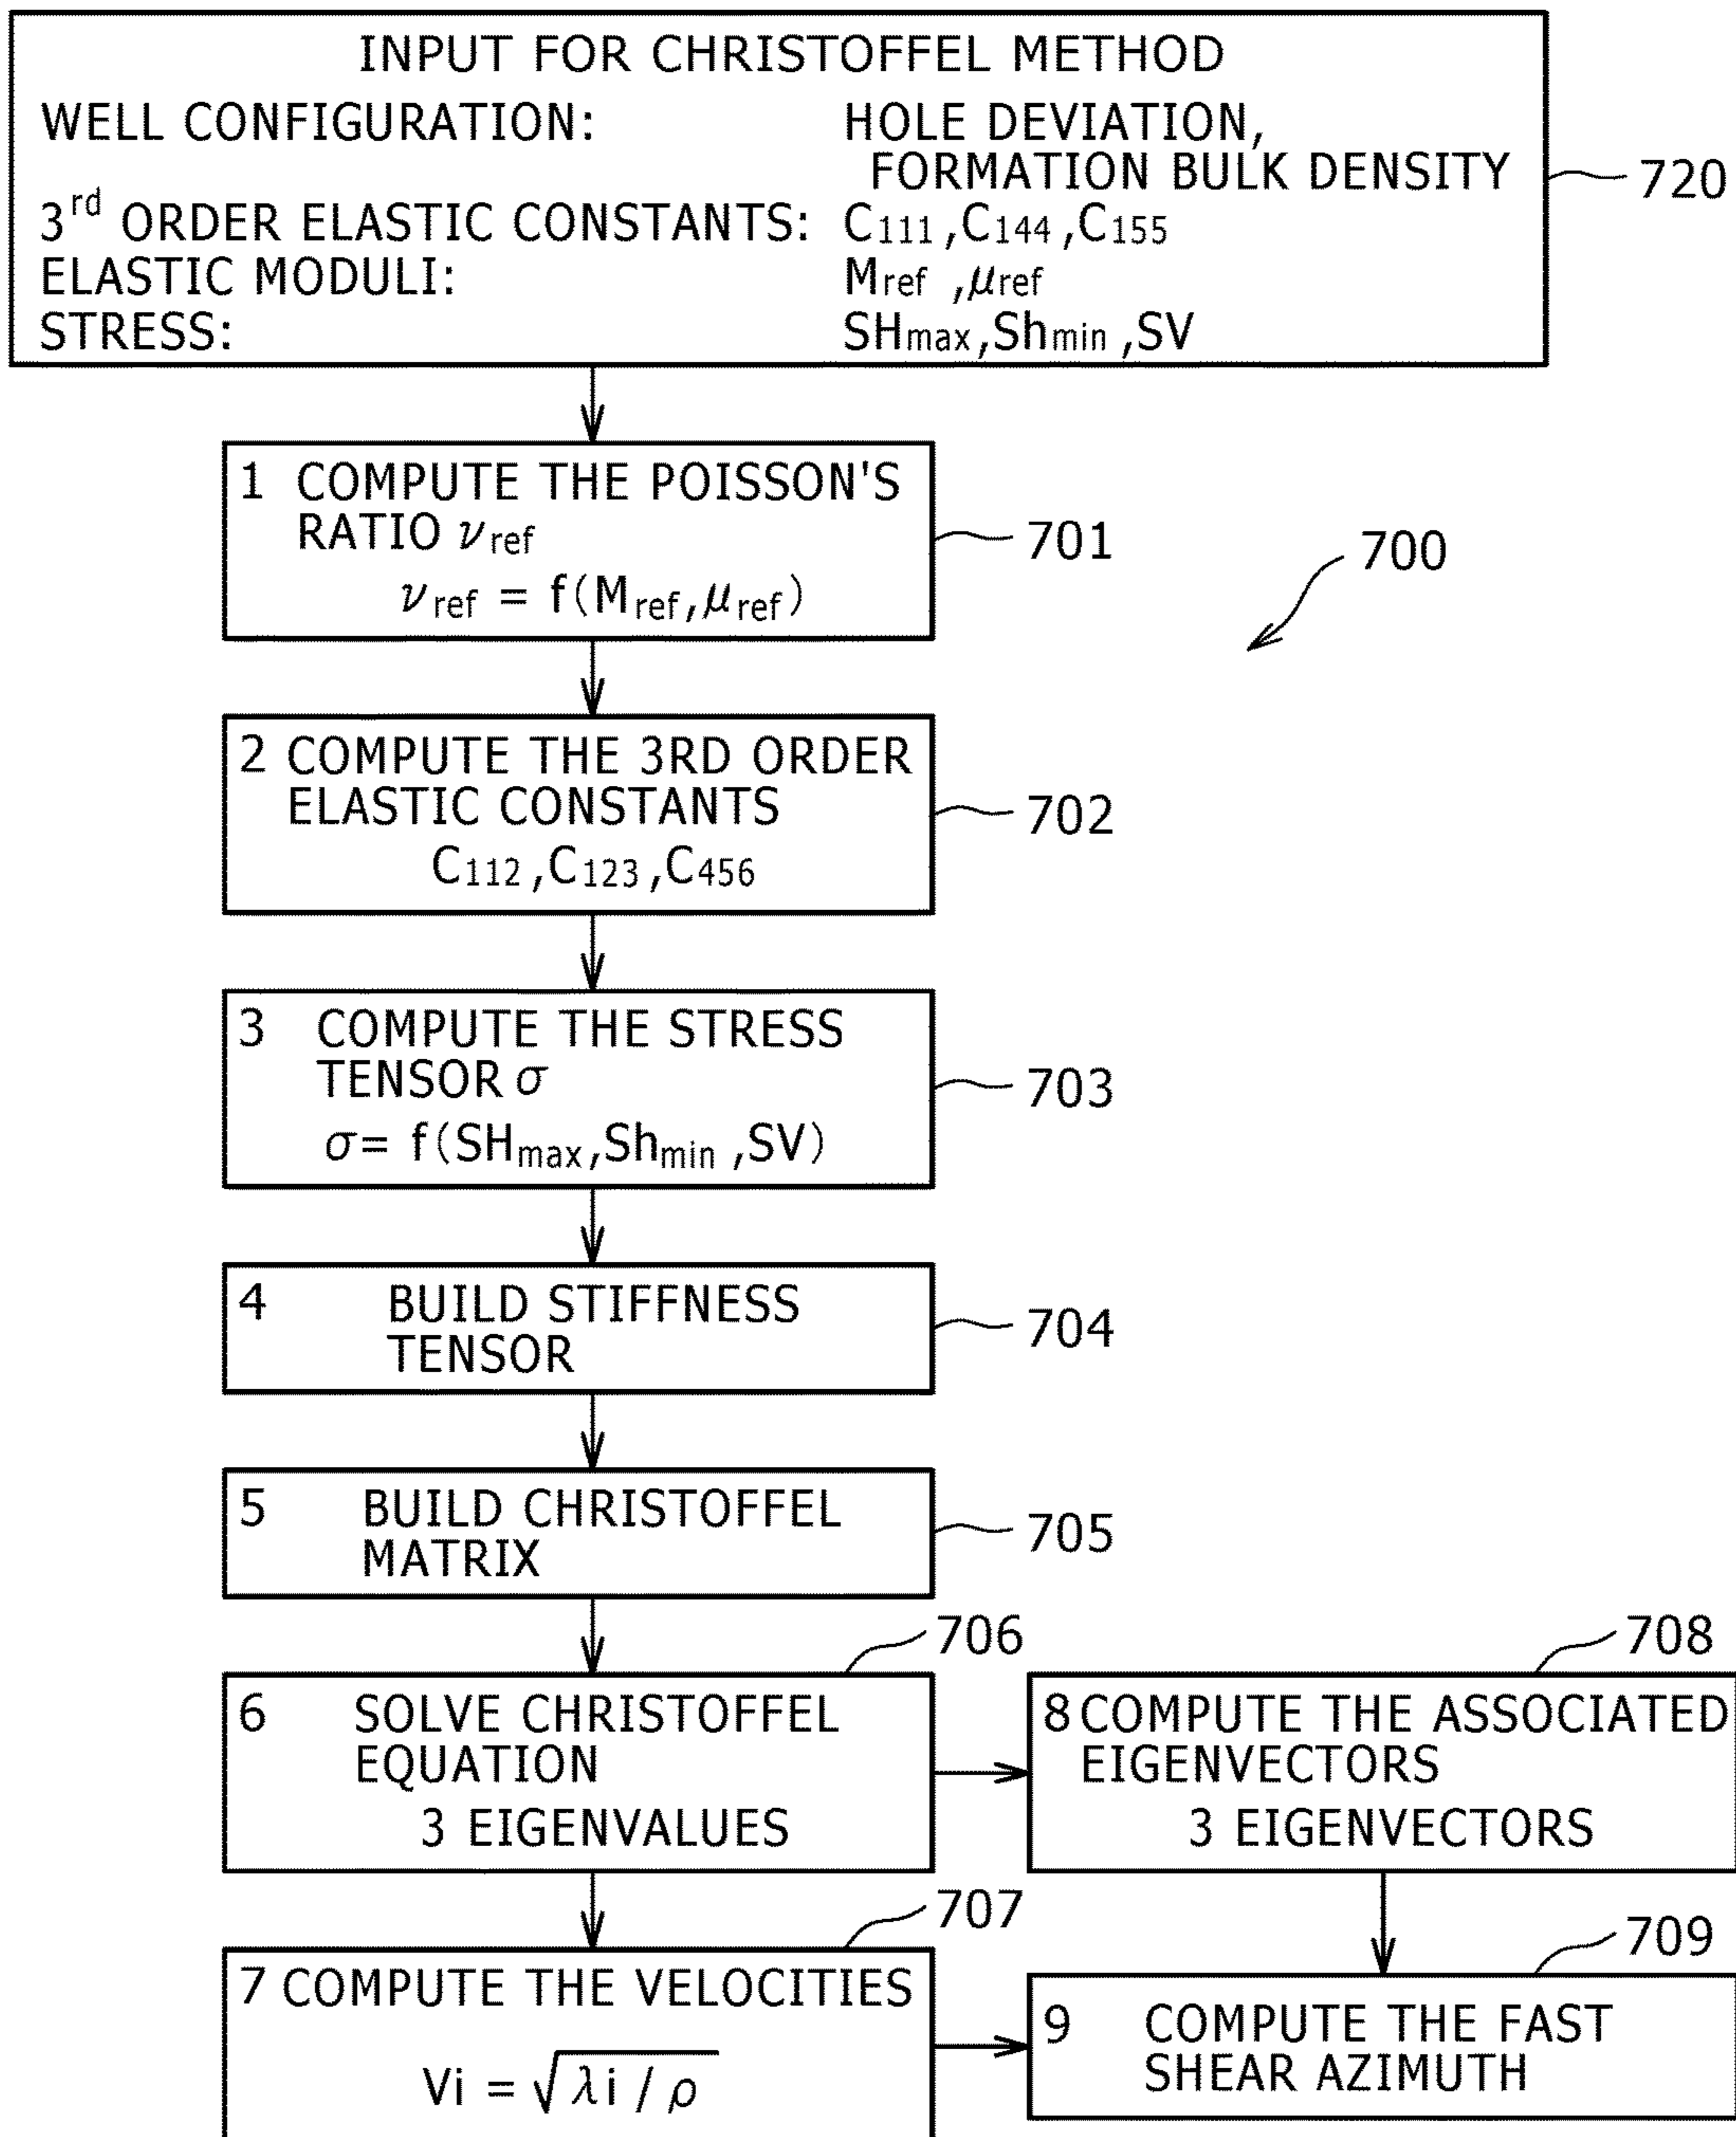 INPUT FOR CHRISTOFFEL METHOD
WELL CONFIGURATION: HOLE DEVIATION,
FORMATION BULK DENSITY
720
3rd ORDER ELASTIC CONSTANTS: C111,C144,C155
ELASTIC MODULI: Mref ,μref
STRESS: SHmax,Shmin ,SV
1 COMPUTE THE POISSON'S
RATIO νref
νref = f(Mref,μref)
701
700
2 COMPUTE THE 3RD ORDER
ELASTIC CONSTANTS
C112,C123,C456
702
3 COMPUTE THE STRESS
TENSOR σ
σ= f(SHmax,Shmin ,SV)
703
4 BUILD STIFFNESS
TENSOR
704
5 BUILD CHRISTOFFEL
MATRIX
705
706
6 SOLVE CHRISTOFFEL
EQUATION
3 EIGENVALUES
708
8 COMPUTE THE ASSOCIATED
EIGENVECTORS
3 EIGENVECTORS
707
7 COMPUTE THE VELOCITIES
Vi = √λi / ρ
709
9 COMPUTE THE FAST
SHEAR AZIMUTH